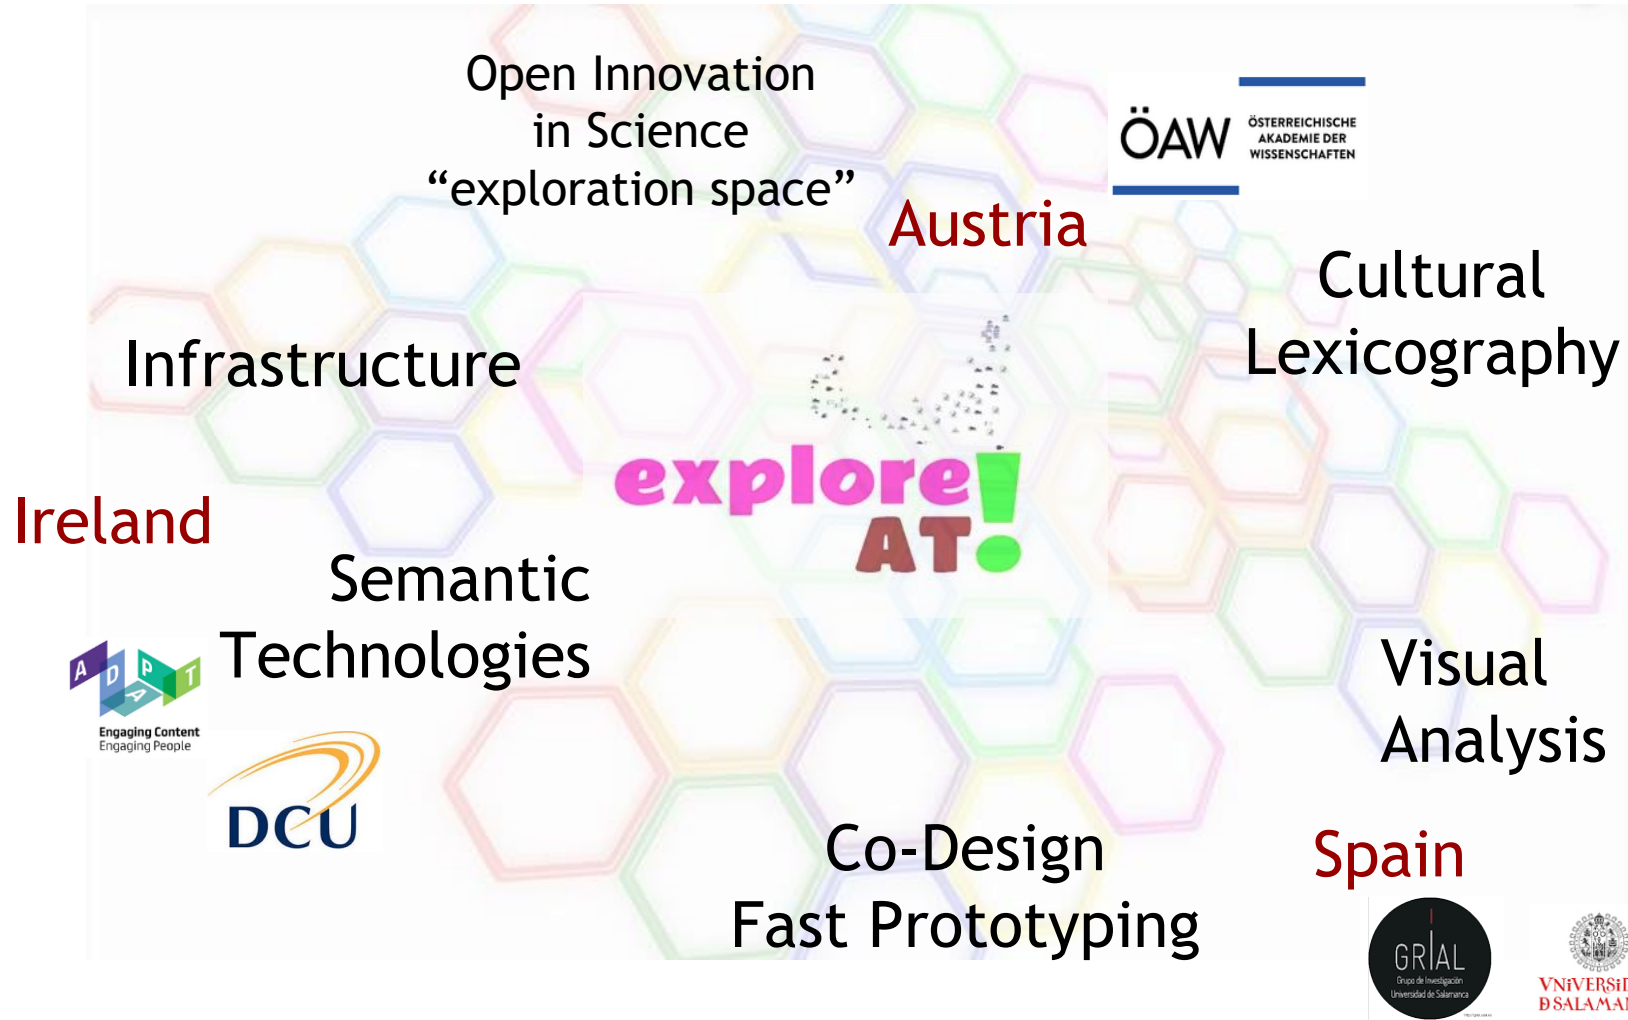 Open Innovation
in Science
“exploration space”
ÖAW
ÖSTERREICHISCHE
AKADEMIE DER
WISSENSCHAFTEN
Austria
Cultural
Lexicography
Infrastructure
explore
AT!
Ireland
Semantic
Technologies
ADAPT
Engaging Content
Engaging People
DCU
Visual
Analysis
Co-Design
Fast Prototyping
Spain
GRIAL
Grupo de Investigación
Universidad de Salamanca
VNiVERSiD
D SALAMAN